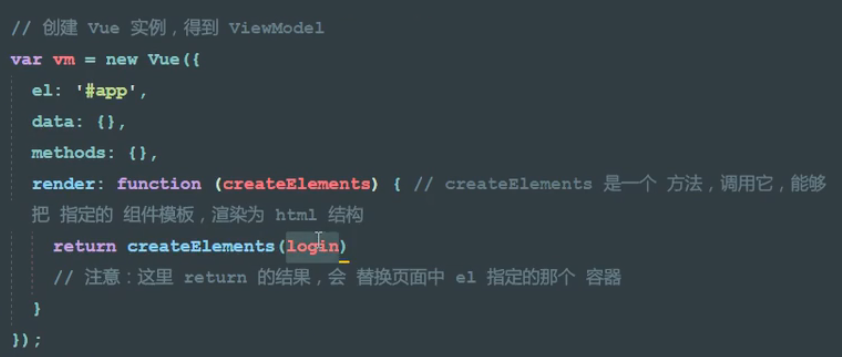 // 创建 Vue 实例，得到 ViewModel
var vm = new Vue({
el: '#app',
data: {},
methods: {},
render: function (createElements) { // createElements 是一个 方法，调用它，能够
把 指定的 组件模板，渲染为 html 结构
return createElements(login)
// 注意：这里 return 的结果，会 替换页面中 el 指定的那个 容器
}
});